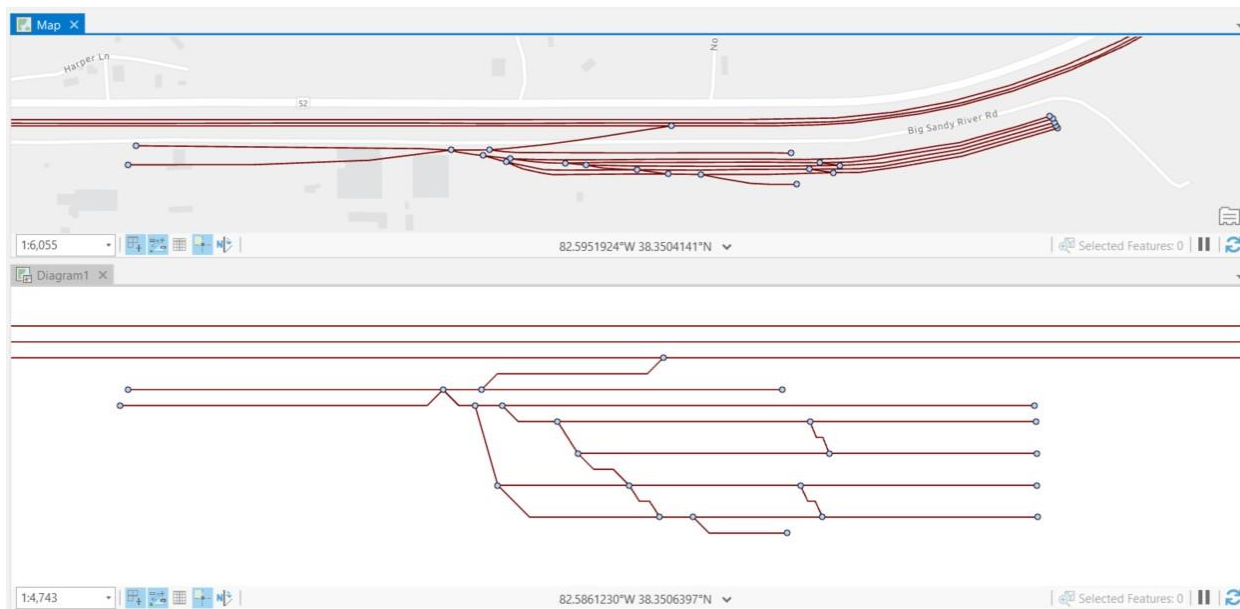 Map
Harper Ln
No
52
Big Sandy River Rd
1:6,055
82.5951924°W 38.3504141°N
Selected Features: 0
Diagram1
1:4,743
82.5861230°W 38.3506397°N
Selected Features: 0